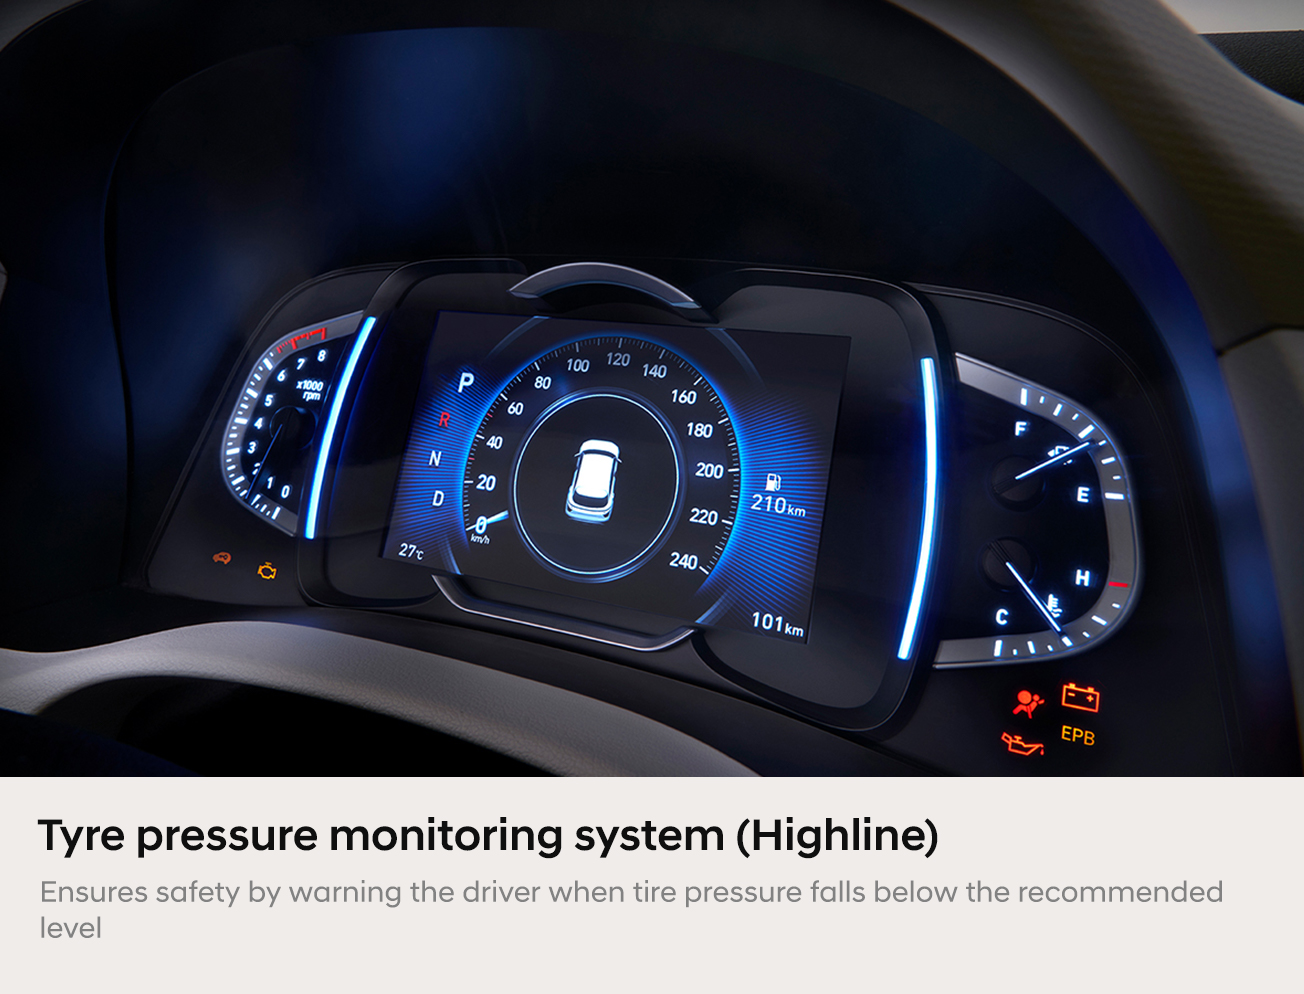 8
7
6
x1000
rpm
5
4
3
2
1
0
P
R
N
D
0
20
40
60
80
100
120
140
160
180
200
220
240
km/h
27°C
210km
101km
F
E
H
C
EPB
Tyre pressure monitoring system (Highline)
Ensures safety by warning the driver when tire pressure falls below the recommended
level